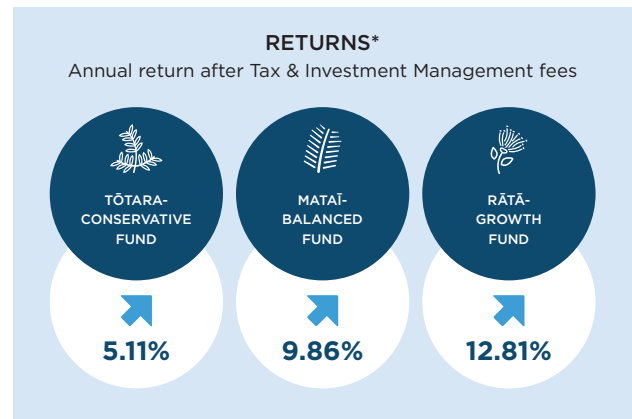 RETURNS*
Annual return after Tax & Investment Management fees
TŌTARA-
CONSERVATIVE
FUND
5.11%
MATAĪ-
BALANCED
FUND
9.86%
RĀTĀ-
GROWTH
FUND
12.81%